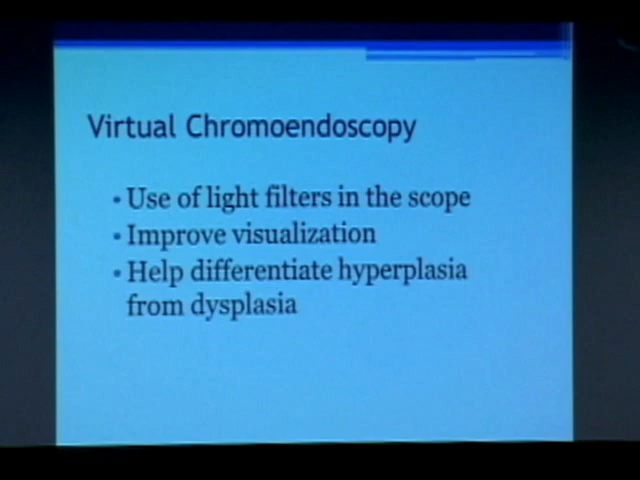 Virtual Chromoendoscopy
• Use of light filters in the scope
• Improve visualization
• Help differentiate hyperplasia
from dysplasia